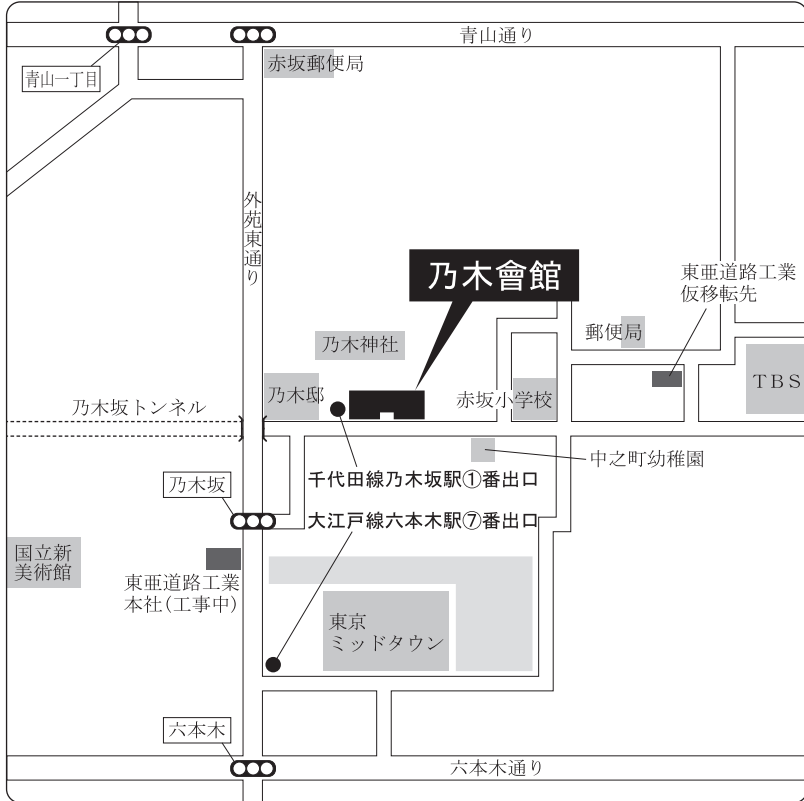 青山通り
赤坂郵便局
青山一丁目
外苑東通り
乃木會館
東亜道路工業
仮移転先
郵便局
乃木神社
TBS
乃木邸
赤坂小学校
乃木坂トンネル
中之町幼稚園
千代田線乃木坂駅①番出口
乃木坂
大江戸線六本木駅⑦番出口
国立新
美術館
東亜道路工業
本社(工事中)
東京
ミッドタウン
六本木
六本木通り